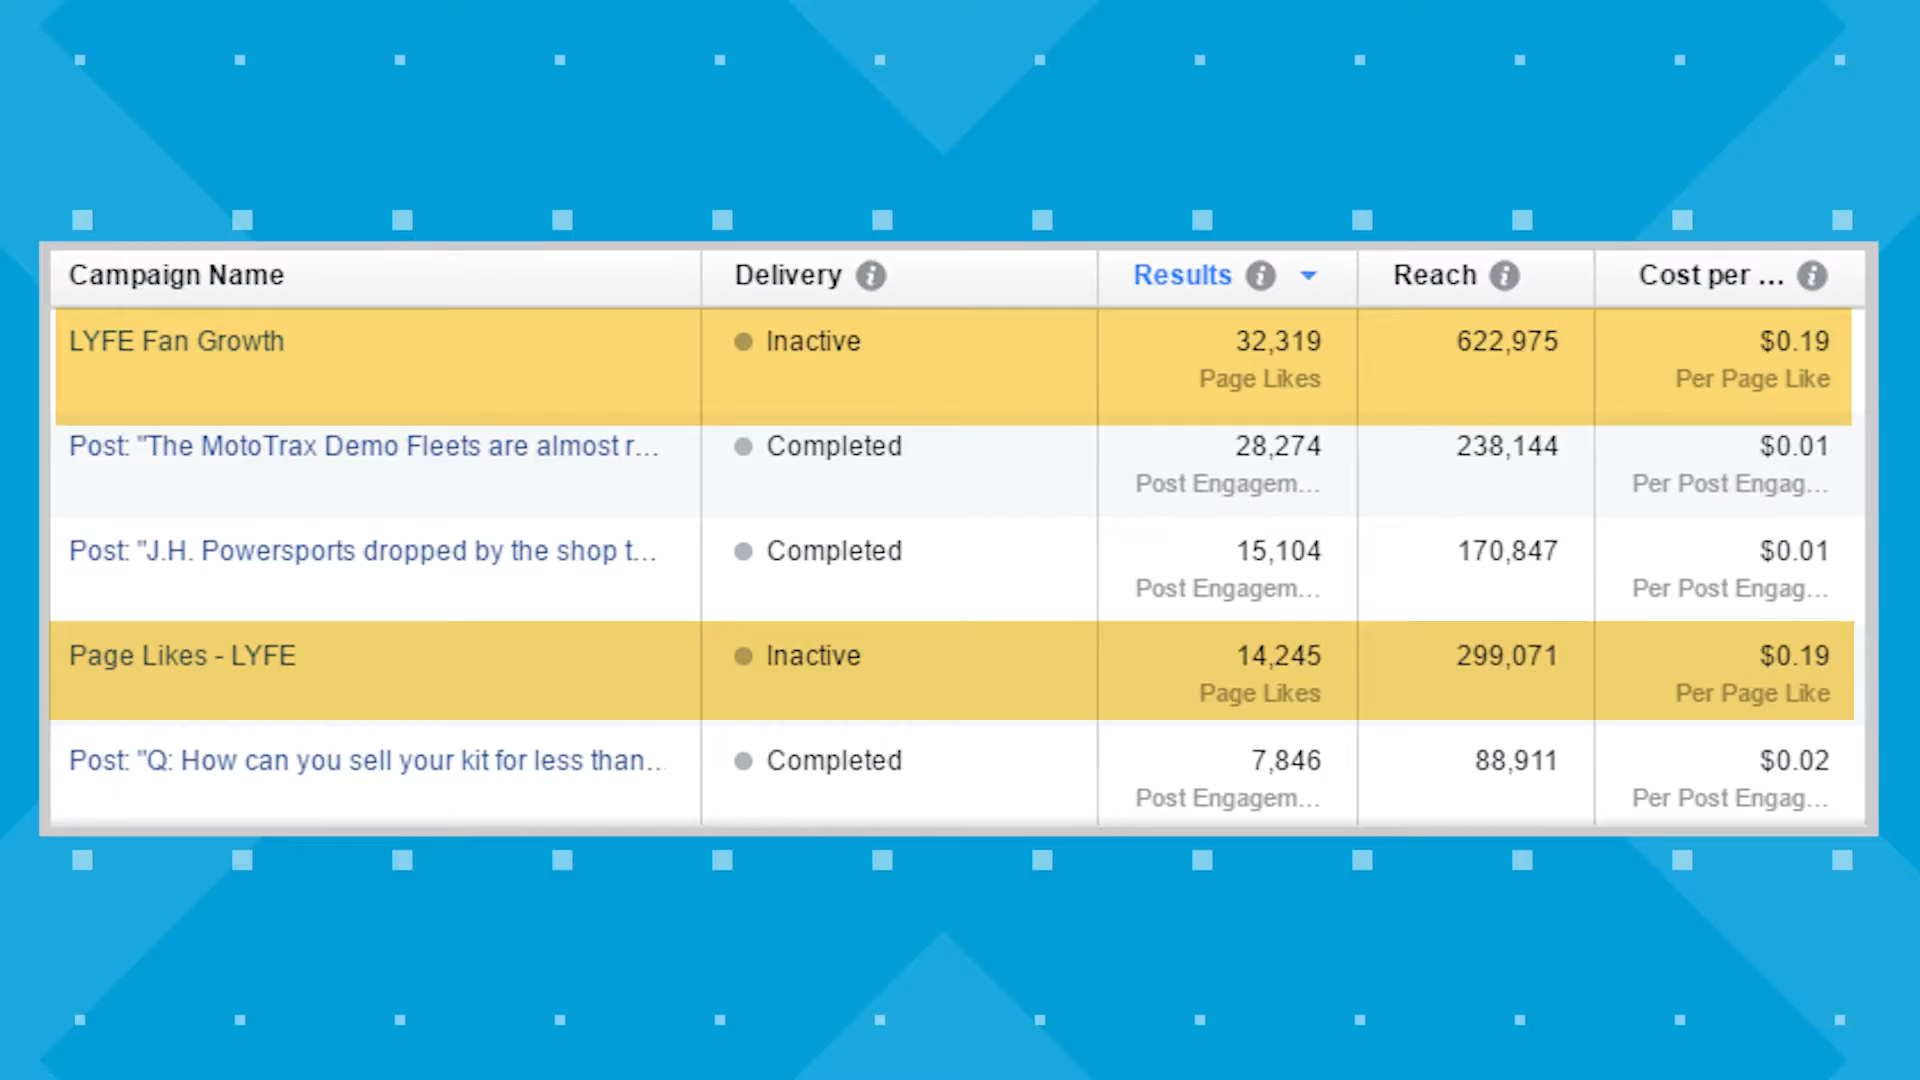 Campaign Name Delivery Results Reach Cost per ...
LYFE Fan Growth Inactive 32,319 622,975 $0.19
Page Likes Per Page Like
Post: "The MotoTrax Demo Fleets are almost r... Completed 28,274 238,144 $0.01
Post Engagem... Per Post Engag...
Post: "J.H. Powersports dropped by the shop t... Completed 15,104 170,847 $0.01
Post Engagem... Per Post Engag...
Page Likes - LYFE Inactive 14,245 299,071 $0.19
Page Likes Per Page Like
Post: "Q: How can you sell your kit for less than... Completed 7,846 88,911 $0.02
Post Engagem... Per Post Engag...